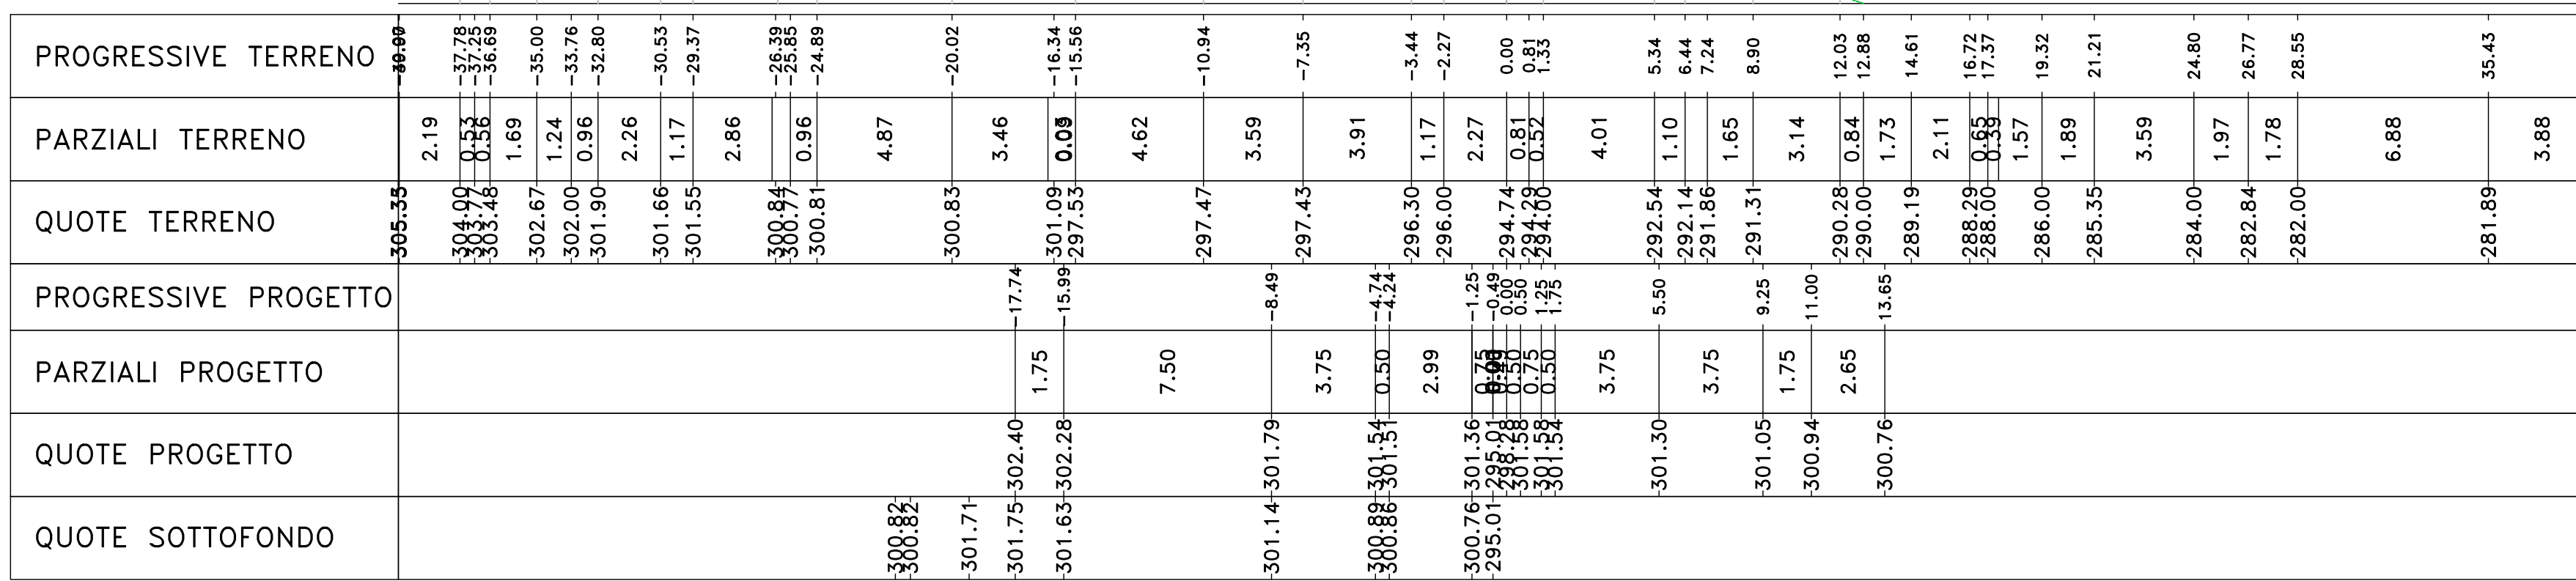 PROGRESSIVE TERRENO -37.78 -37.25 -36.69 -35.00 -33.76 -32.80 -30.53 -29.37 -26.39 -25.85 -24.89 -20.02 -16.34 -15.56 -10.94 -7.35 -3.44 -2.27 0.00 0.81 1.33 5.34 6.44 7.24 8.90 12.03 12.88 14.61 16.72 17.37 19.32 21.21 24.80 26.77 28.55 35.43
PARZIALI TERRENO 2.19 0.53 0.56 1.69 1.24 0.96 2.26 1.17 2.86 0.96 4.87 3.46 4.62 3.59 3.91 1.17 2.27 0.81 0.52 4.01 1.10 1.65 3.14 0.84 1.73 2.11 0.65 0.39 1.57 1.89 3.59 1.97 1.78 6.88 3.88
QUOTE TERRENO 304.00 303.77 303.48 302.67 302.00 301.90 301.66 301.55 300.84 300.77 300.81 300.83 301.09 297.53 297.47 297.43 296.30 296.00 294.74 294.29 294.00 292.54 292.14 291.86 291.31 290.28 290.00 289.19 288.29 288.00 286.00 285.35 284.00 282.84 282.00 281.89
PROGRESSIVE PROGETTO -17.74 -15.99 -8.49 -4.74 -4.24 -1.25 -0.49 0.00 0.50 1.25 1.75 5.50 9.25 11.00 13.65
PARZIALI PROGETTO 1.75 7.50 3.75 0.50 2.99 0.75 0.50 0.75 0.50 3.75 3.75 1.75 2.65
QUOTE PROGETTO 302.40 302.28 301.79 301.54 301.51 301.36 295.01 298.28 301.58 301.58 301.54 301.30 301.05 300.94 300.76
QUOTE SOTTOFONDO 300.82 300.82 301.71 301.75 301.63 301.14 300.89 300.86 300.76 295.01